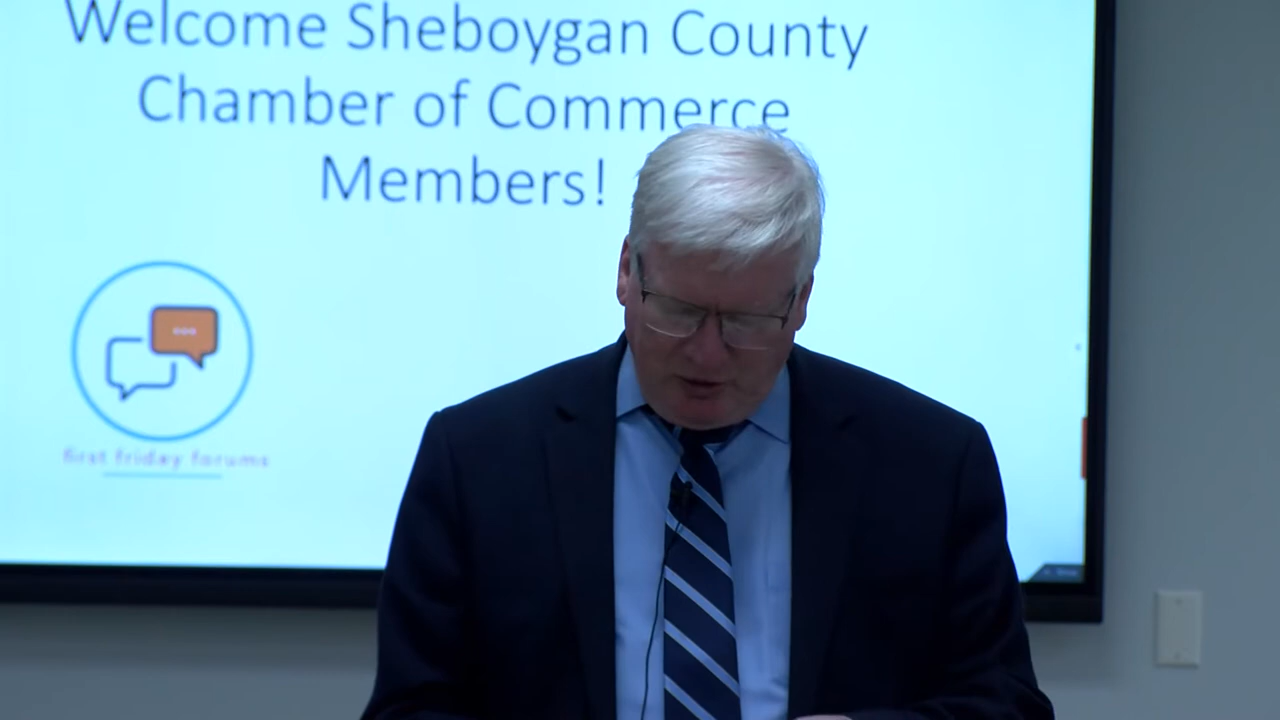 Welcome Sheboygan County
Chamber of Commerce
Members!
first friday forums